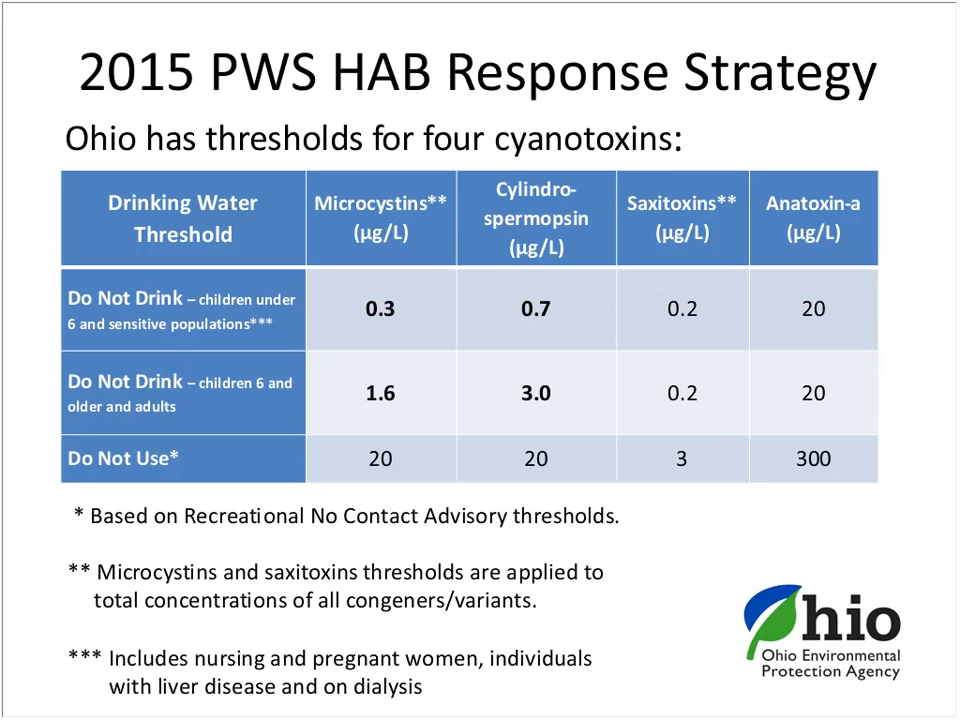 2015 PWS HAB Response Strategy
Ohio has thresholds for four cyanotoxins:
Drinking Water
Threshold
Microcystins**
(µg/L)
Cylindro-
spermopsin
(µg/L)
Saxitoxins**
(µg/L)
Anatoxin-a
(µg/L)
Do Not Drink – children under
6 and sensitive populations***
0.3
0.7
0.2
20
Do Not Drink – children 6 and
older and adults
1.6
3.0
0.2
20
Do Not Use*
20
20
3
300
* Based on Recreational No Contact Advisory thresholds.
** Microcystins and saxitoxins thresholds are applied to
total concentrations of all congeners/variants.
*** Includes nursing and pregnant women, individuals
with liver disease and on dialysis
Ohio
Ohio Environmental
Protection Agency